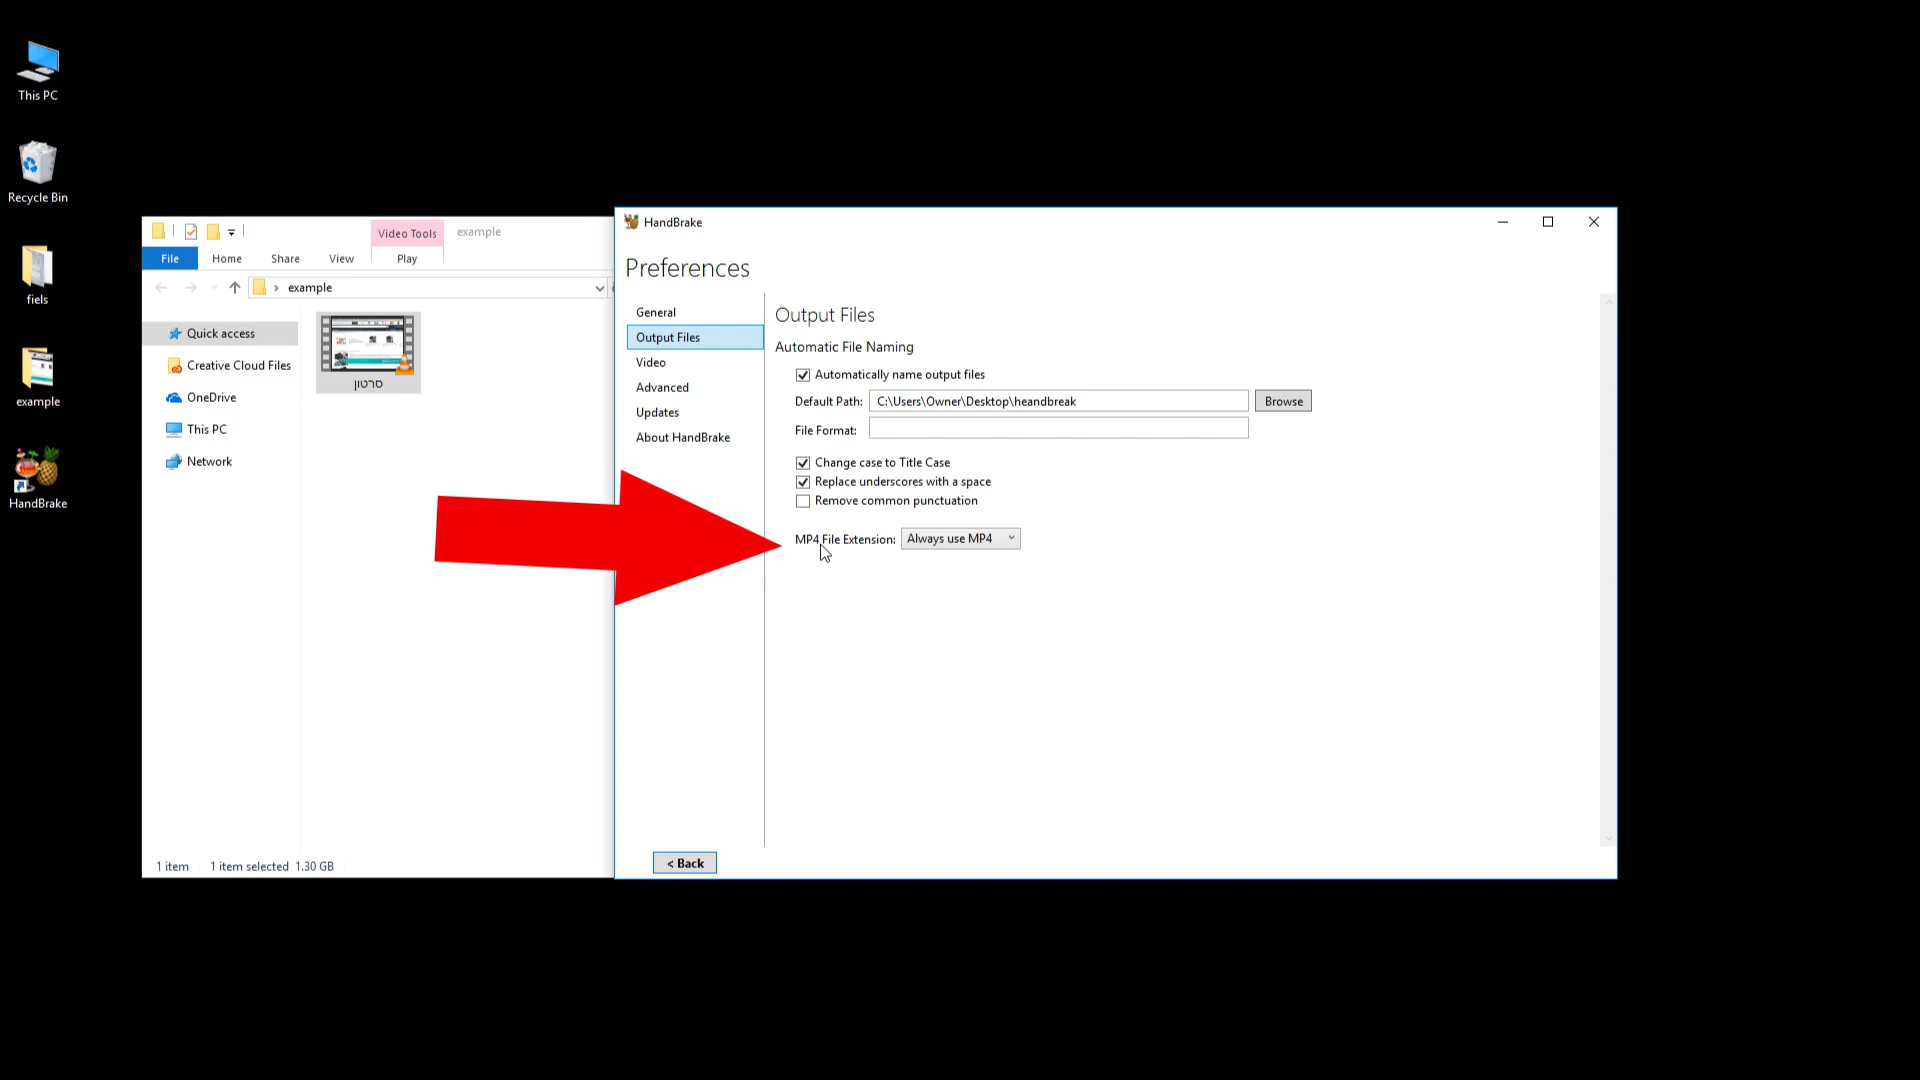 This PC
Recycle Bin
fiels
example
HandBrake
Video Tools
example
File
Home
Share
View
Play
example
Quick access
Creative Cloud Files
OneDrive
This PC
Network
סרטון
1 item
1 item selected 1.30 GB
HandBrake
Preferences
General
Output Files
Video
Advanced
Updates
About HandBrake
Output Files
Automatic File Naming
Automatically name output files
Default Path: C:\Users\Owner\Desktop\heandbreak Browse
File Format:
Change case to Title Case
Replace underscores with a space
Remove common punctuation
MP4 File Extension: Always use MP4
< Back